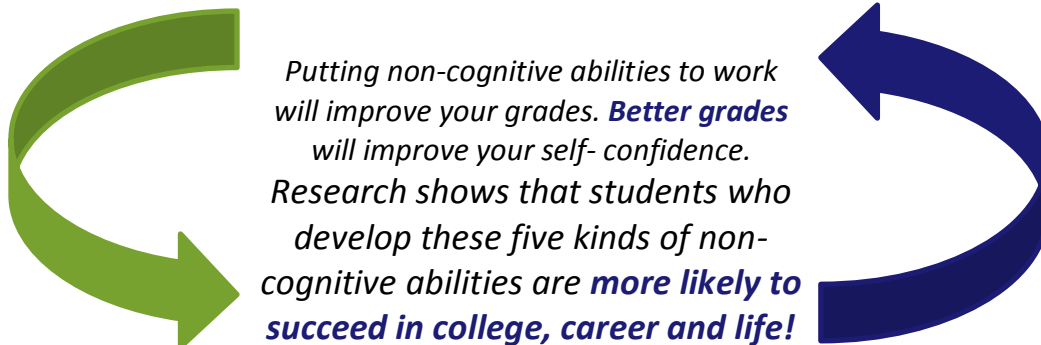 Putting non-cognitive abilities to work
will improve your grades. Better grades
will improve your self- confidence.
Research shows that students who
develop these five kinds of non-
cognitive abilities are more likely to
succeed in college, career and life!